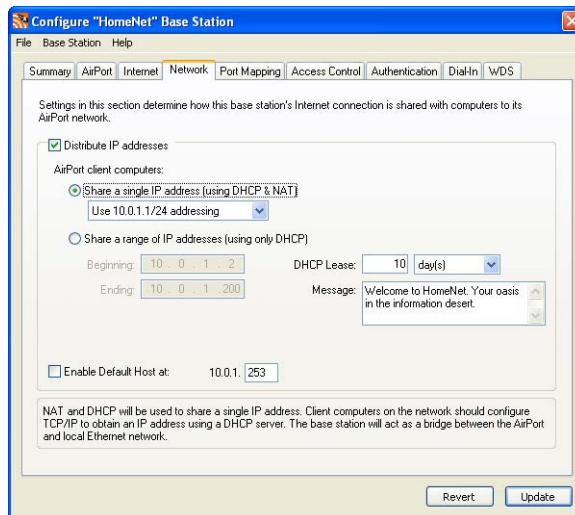 Configure "HomeNet" Base Station
File Base Station Help
Summary AirPort Internet Network Port Mapping Access Control Authentication Dial-In WDS
Settings in this section determine how this base station's Internet connection is shared with computers to its
AirPort network.
Distribute IP addresses
AirPort client computers:
Share a single IP address (using DHCP & NAT)
Use 10.0.1.1/24 addressing
Share a range of IP addresses (using only DHCP)
Beginning: 10 . 0 . 1 . 2 DHCP Lease: 10 day(s)
Ending: 10 . 0 . 1 .200 Message: Welcome to HomeNet. Your oasis
in the information desert.
Enable Default Host at: 10.0.1. 253
NAT and DHCP will be used to share a single IP address. Client computers on the network should configure
TCP/IP to obtain an IP address using a DHCP server. The base station will act as a bridge between the AirPort
and local Ethernet network.
Revert Update